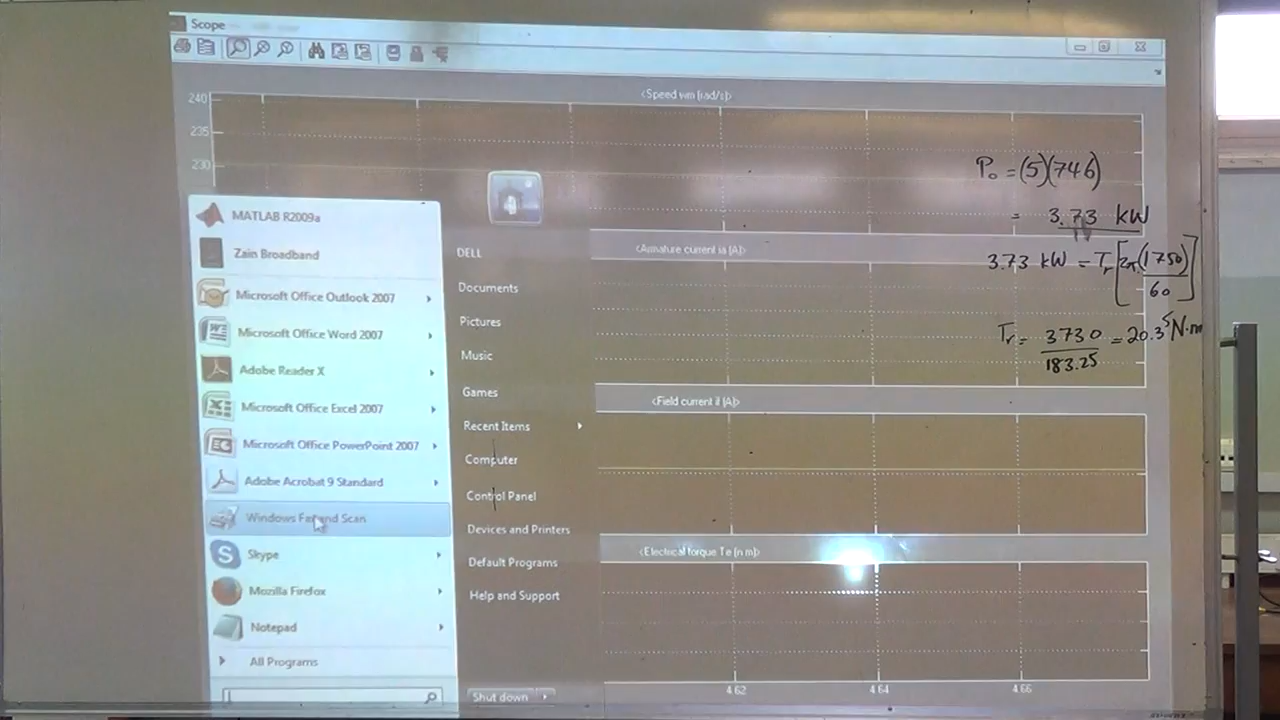 Scope
<Speed wm (rad/s)>
240
235
230
P₀ = (5)(746)
= 3.73 kW
3.73 kW = Tr [2π(1750)/60]
Tr = 3730/183.25 = 20.35 N·m
<Armature current ia (A)>
<Field current if (A)>
<Electrical torque Te (n m)>
4.62
4.64
4.66
MATLAB R2009a
Zain Broadband
Microsoft Office Outlook 2007
Microsoft Office Word 2007
Adobe Reader X
Microsoft Office Excel 2007
Microsoft Office PowerPoint 2007
Adobe Acrobat 9 Standard
Windows Fax and Scan
Skype
Mozilla Firefox
Notepad
All Programs
DELL
Documents
Pictures
Music
Games
Recent Items
Computer
Control Panel
Devices and Printers
Default Programs
Help and Support
Shut down